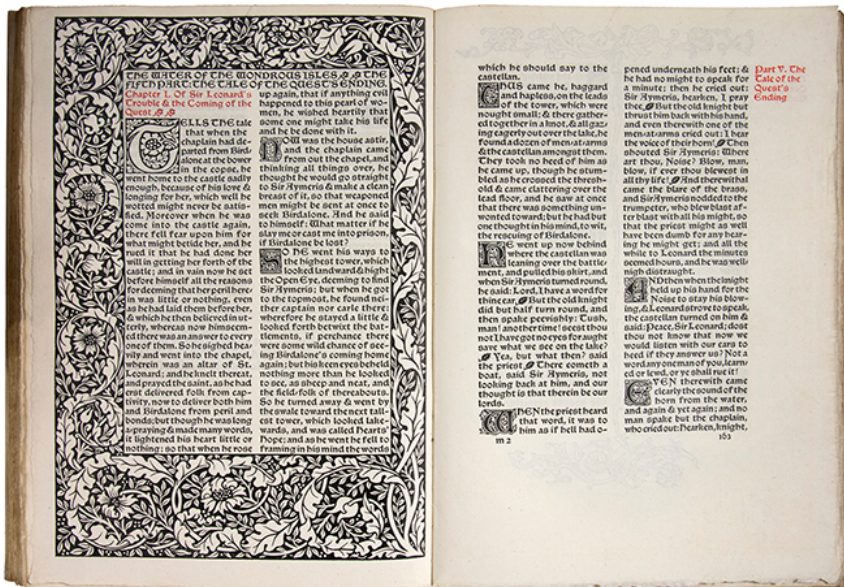 THE WATER OF THE WONDROUS ISLES THE
FIFTH PART: THE TALE OF THE QUEST'S ENDING.
Chapter I. Of Sir Leonard's
Trouble & the Coming of the
Quest
TELLS THE tale
that when the
chaplain had de-
parted from Bird-
alone at the bower
in the copse, he
went home to the castle sadly
enough, because of his love &
longing for her, which well he
wotted might never be satis-
fied. Moreover when he was
come into the castle again,
there fell fear upon him for
what might betide her, and he
rued it that he had done her
will in getting her forth of the
castle; and in vain now he set
before himself all the reasons
for deeming that her peril here-
in was little or nothing, even
as he had laid them before her,
& which he then believed in ut-
terly, whereas now him seem-
ed there was an answer to every
one of them. So he sighed hea-
vily and went into the chapel,
wherein was an altar of St.
Leonard; and he knelt thereat,
and prayed the saint, as he had
erst delivered folk from cap-
tivity, now to deliver both him
and Birdalone from peril and
bonds; but though he was long
a-praying & made many words,
it lightened his heart little or
nothing: so that when he rose
up again, that if anything evil
happened to this pearl of wo-
men, he wished heartily that
some one might take his life
and he be done with it.
NOW was the house astir,
and the chaplain came
from out the chapel, and
thinking all things over, he
thought he would go straight
to Sir Aymeris & make a clean
breast of it, so that weaponed
men might be sent at once to
seek Birdalone. And he said
to himself: What matter if he
slay me or cast me into prison,
if Birdalone be lost?
SO HE went his ways to
the highest tower, which
looked landward & hight
the Open Eye, deeming to find
Sir Aymeris; but when he got
to the topmost, he found nei-
ther captain nor carle there:
wherefore he stayed a little &
looked forth betwixt the bat-
tlements, if perchance there
were some wild chance of see-
ing Birdalone's coming home
again; but his keen eyes beheld
nothing more than he looked
to see, as sheep and neat, and
the field-folk of thereabouts.
So he turned away & went by
the swale toward the next tall-
est tower, which looked lake-
wards, and was called Hearts'
Hope; and as he went he fell to
framing in his mind the words
which he should say to the
castellan.
THUS came he, haggard
and hapless, on the leads
of the tower, which were
nought small; & there gather-
ed together in a knot, & all gaz-
ing eagerly out over the lake, he
found a dozen of men-at-arms
& the castellan amongst them.
They took no heed of him as
he came up, though he stum-
bled as he crossed the thresh-
old & came clattering over the
lead floor, and he saw at once
that there was something un-
wonted toward; but he had but
one thought in his mind, to wit,
the rescuing of Birdalone.
HE went up now behind
where the castellan was
leaning over the battle-
ment, and pulled his skirt, and
when Sir Aymeris turned round,
he said: Lord, I have a word for
thine ear, But the old knight
did but half turn round, and
then spake peevishly: Tush,
man! another time! seest thou
not I have got no eyes for aught
save what we see on the lake?
Yea, but what then? said
the priest. There cometh a
boat, said Sir Aymeris, not
looking back at him, and our
thought is that therein be our
lords.
WHEN the priest heard
that word, it was to
him as if hell had o-
m 2
pened underneath his feet; &
he had no might to speak for
a minute; then he cried out:
Sir Aymeris, hearken, I pray
thee, But the old knight but
thrust him back with his hand,
and even therewith one of the
men-at-arms cried out: I hear
the voice of their horn! Then
shouted Sir Aymeris: Where
art thou, Noise? Blow, man,
blow, if ever thou blewest in
all thy life! And therewithal
came the blare of the brass,
and Sir Aymeris nodded to the
trumpeter, who blew blast af-
ter blast with all his might, so
that the priest might as well
have been dumb for any hear-
ing he might get; and all the
while to Leonard the minutes
seemed hours, and he was well-
nigh distraught.
AND then when the knight
held up his hand for the
Noise to stay his blow-
ing, & Leonard strove to speak,
the castellan turned on him &
said: Peace, Sir Leonard; dost
thou not know that now we
would listen with our ears to
heed if they answer us? Not a
word any one man of you, learn-
ed or lewd, or ye shall rue it!
EVEN therewith came
clearly the sound of the
horn from the water,
and again & yet again; and no
man spake but the chaplain,
who cried out: Hearken, knight,
163
Part V. The
Tale of the
Quest's
Ending